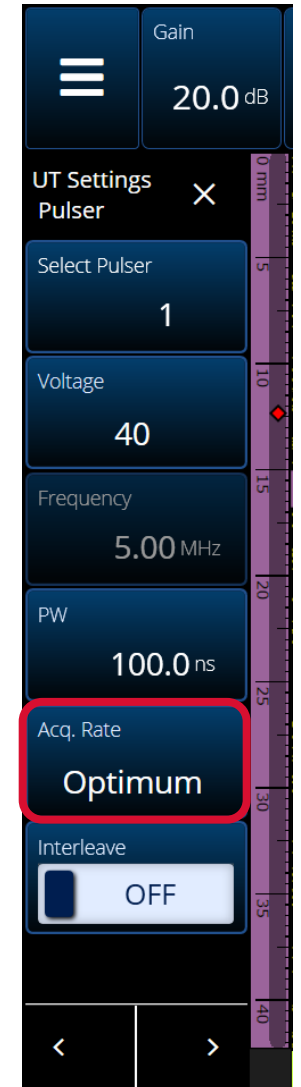 Gain
20.0 dB
UT Settings
Pulser
Select Pulser
1
Voltage
40
Frequency
5.00 MHz
PW
100.0 ns
Acq. Rate
Optimum
Interleave
OFF
0 mm
5
10
15
20
25
30
35
40